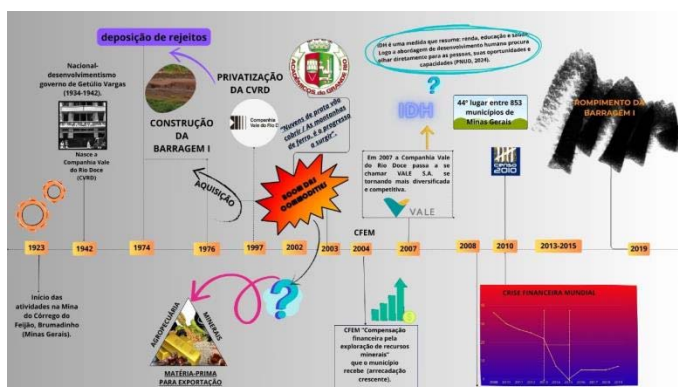 deposição de rejeitos
Nacional-
desenvolvimentismo
governo de Getúlio Vargas
(1934-1942).
Nasce a
Companhia Vale
do Rio Doce
(CVRD)
CONSTRUÇÃO
DA
BARRAGEM I
AQUISIÇÃO
PRIVATIZAÇÃO
DA CVRD
Companhia
Vale do Rio Doce
ACADÊMICOS do GRANDE RIO
"Nuvens de prata vão
cobrir / As montanhas
de ferro, é o progresso
a surgir".
BOOM DAS
COMMODITIES
IDH é uma medida que resume: renda, educação e saúde.
Logo a abordagem de desenvolvimento humano procura
olhar diretamente para as pessoas, suas oportunidades e
capacidades (PNUD, 2024).
?
IDH
44º lugar entre 853
municípios de
Minas Gerais
Em 2007 a Companhia Vale
do Rio Doce passa a se
chamar VALE S.A. se
tornando mais diversificada
e competitiva.
VALE
CENSO
2010
ROMPIMENTO DA
BARRAGEM I
CFEM
1923
1942
1974
1976
1997
2002
2003
2004
2007
2008
2010
2013-2015
2019
Início das
atividades na Mina
do Córrego do
Feijão, Brumadinho
(Minas Gerais).
AGROPECUÁRIA
MINERAIS
MATÉRIA-PRIMA
PARA EXPORTAÇÃO
?
CFEM "Compensação
financeira pela
exploração de recursos
minerais"
que o município
recebe (arrecadação
crescente).
CRISE FINANCEIRA MUNDIAL